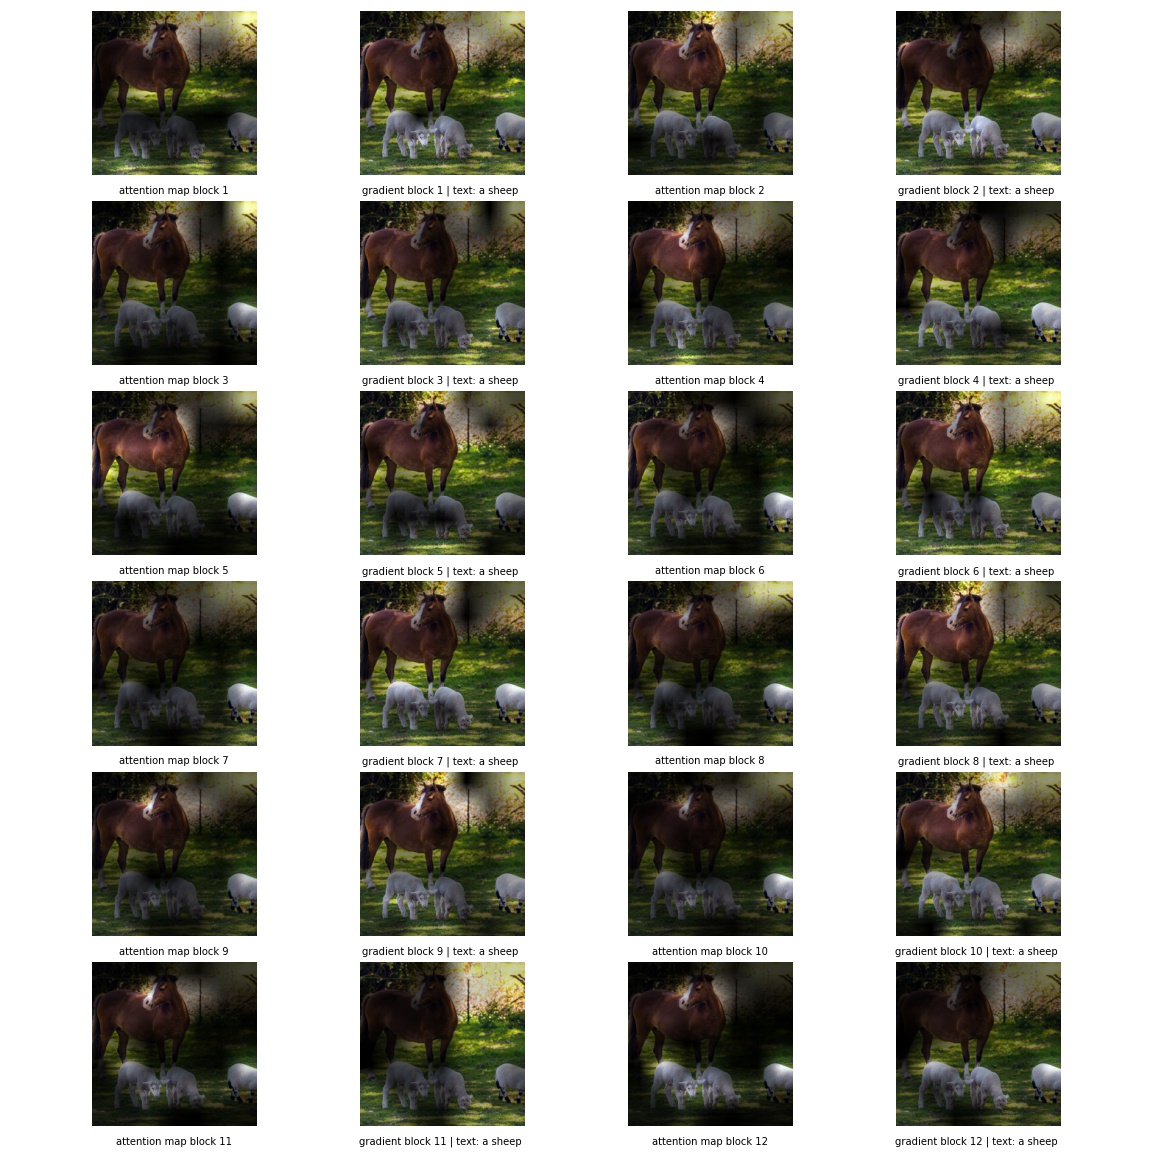 attention map block 1
gradient block 1 | text: a sheep
attention map block 2
gradient block 2 | text: a sheep
attention map block 3
gradient block 3 | text: a sheep
attention map block 4
gradient block 4 | text: a sheep
attention map block 5
gradient block 5 | text: a sheep
attention map block 6
gradient block 6 | text: a sheep
attention map block 7
gradient block 7 | text: a sheep
attention map block 8
gradient block 8 | text: a sheep
attention map block 9
gradient block 9 | text: a sheep
attention map block 10
gradient block 10 | text: a sheep
attention map block 11
gradient block 11 | text: a sheep
attention map block 12
gradient block 12 | text: a sheep